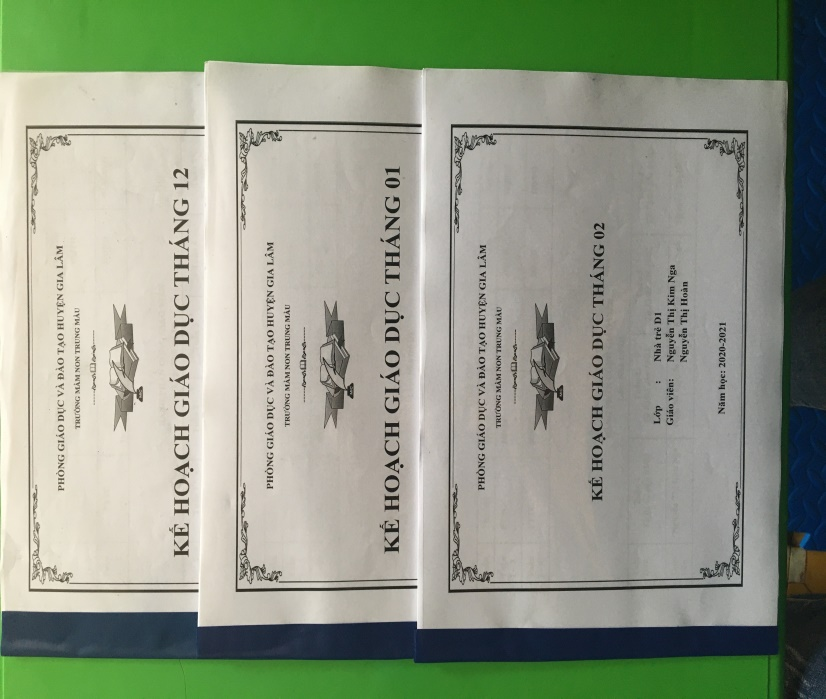 PHÒNG GIÁO DỤC VÀ ĐÀO TẠO HUYỆN GIA LÂM
TRƯỜNG MẦM NON TRUNG MẦU
KẾ HOẠCH GIÁO DỤC THÁNG 12
PHÒNG GIÁO DỤC VÀ ĐÀO TẠO HUYỆN GIA LÂM
TRƯỜNG MẦM NON TRUNG MẦU
KẾ HOẠCH GIÁO DỤC THÁNG 01
PHÒNG GIÁO DỤC VÀ ĐÀO TẠO HUYỆN GIA LÂM
TRƯỜNG MẦM NON TRUNG MẦU
KẾ HOẠCH GIÁO DỤC THÁNG 02
Lớp : Nhà trẻ D1
Giáo viên: Nguyễn Thị Kim Nga
Nguyễn Thị Hoàn
Năm học: 2020-2021